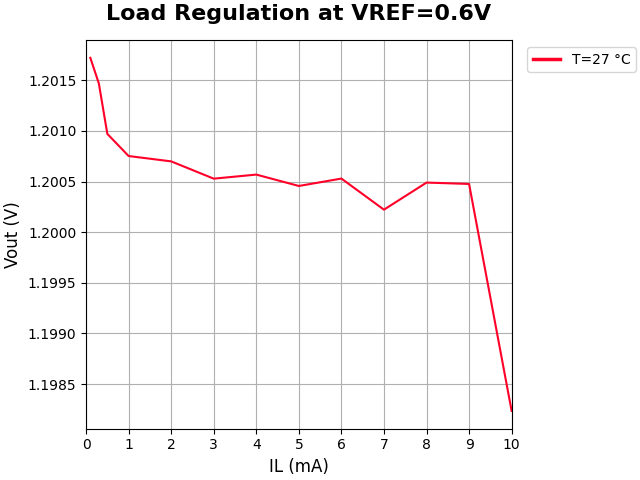 Load Regulation at VREF=0.6V
T=27 °C
Vout (V)
1.2015
1.2010
1.2005
1.2000
1.1995
1.1990
1.1985
0 1 2 3 4 5 6 7 8 9 10
IL (mA)